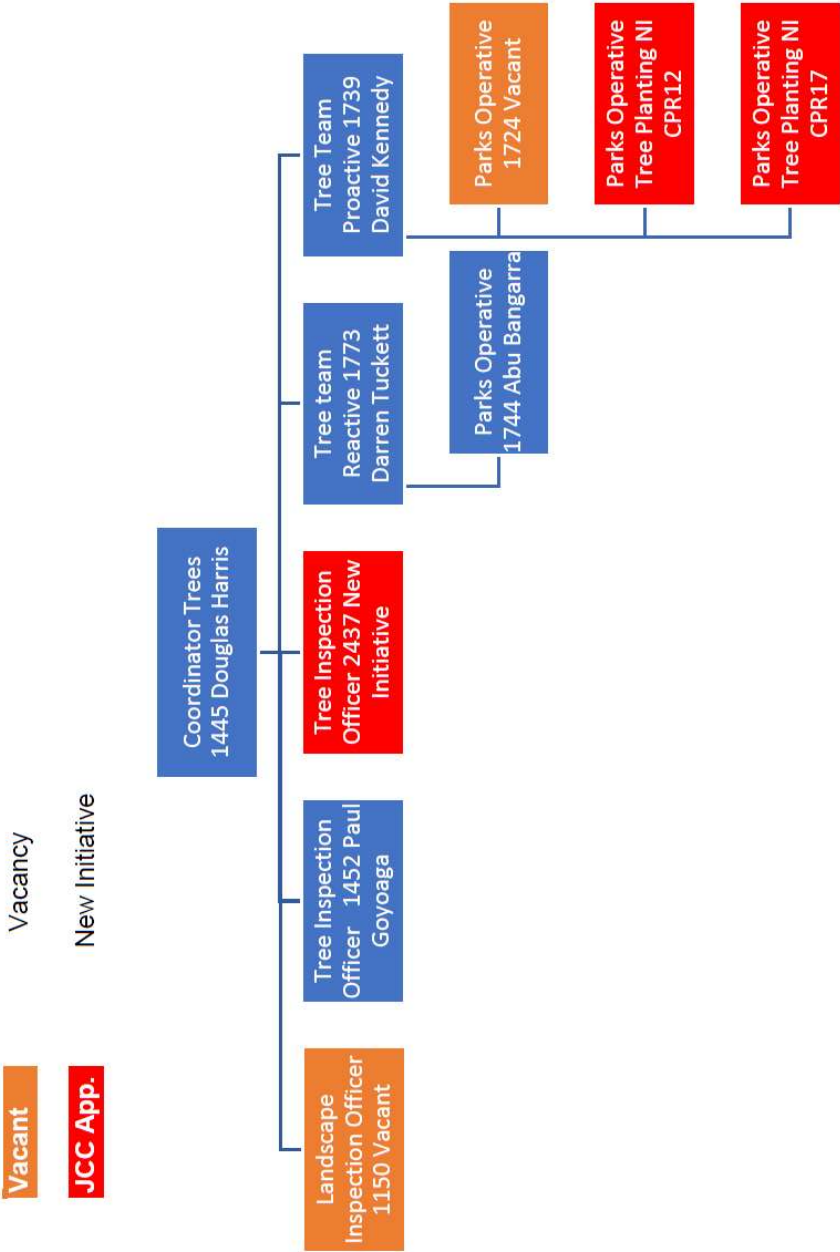 Vacant
Vacancy
JCC App.
New Initiative
Coordinator Trees
1445 Douglas Harris
Landscape
Inspection Officer
1150 Vacant
Tree Inspection
Officer 1452 Paul
Goyoaga
Tree Inspection
Officer 2437 New
Initiative
Tree team
Reactive 1773
Darren Tuckett
Tree Team
Proactive 1739
David Kennedy
Parks Operative
1744 Abu Bangarra
Parks Operative
1724 Vacant
Parks Operative
Tree Planting NI
CPR12
Parks Operative
Tree Planting NI
CPR17